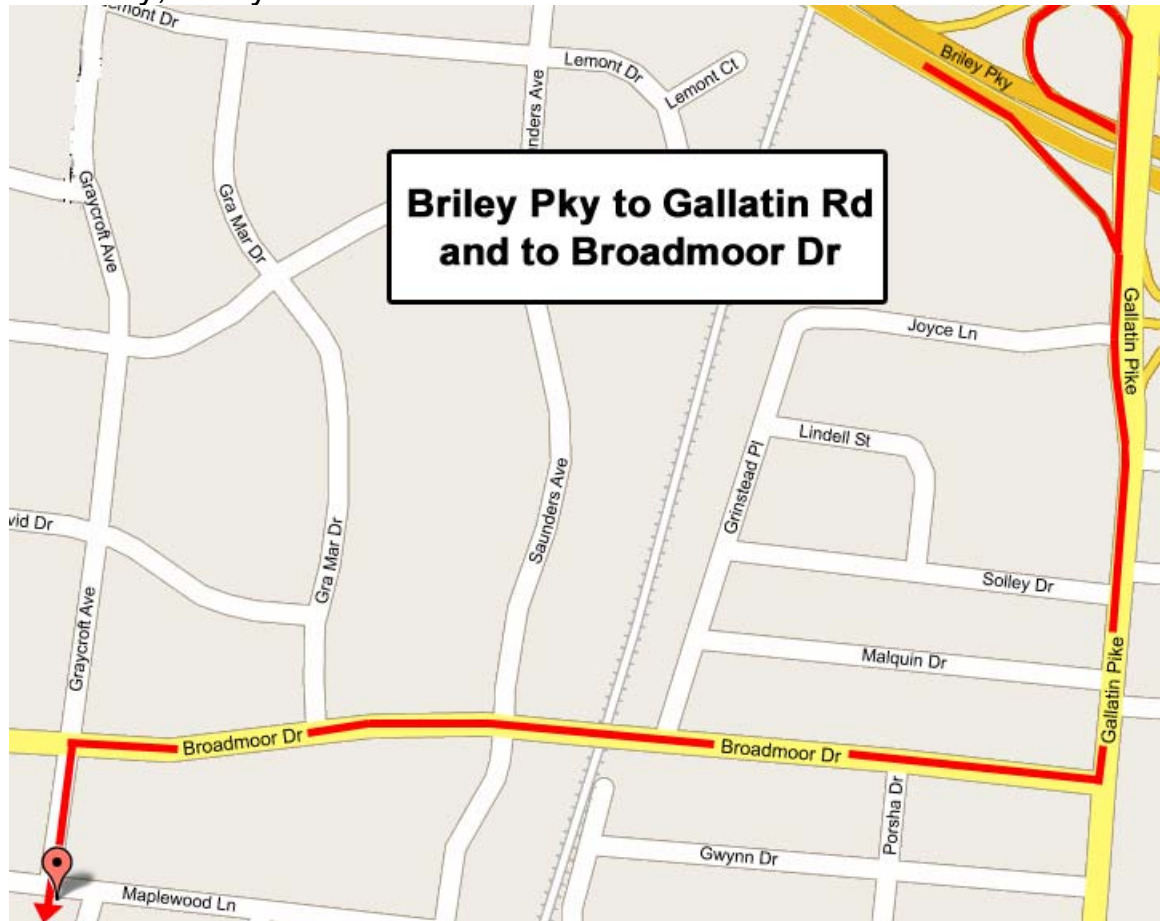 Lemont Dr
Briley Pky
Lemont Dr
Lemont Ct
nders Ave
Briley Pky to Gallatin Rd
and to Broadmoor Dr
Graycroft Ave
Gra Mar Dr
Gallatin Pike
Joyce Ln
Lindell St
Grinstead Pl
Saunders Ave
vid Dr
Gra Mar Dr
Solley Dr
Graycroft Ave
Malquin Dr
Gallatin Pike
Broadmoor Dr
Broadmoor Dr
Porsha Dr
Gwynn Dr
Maplewood Ln